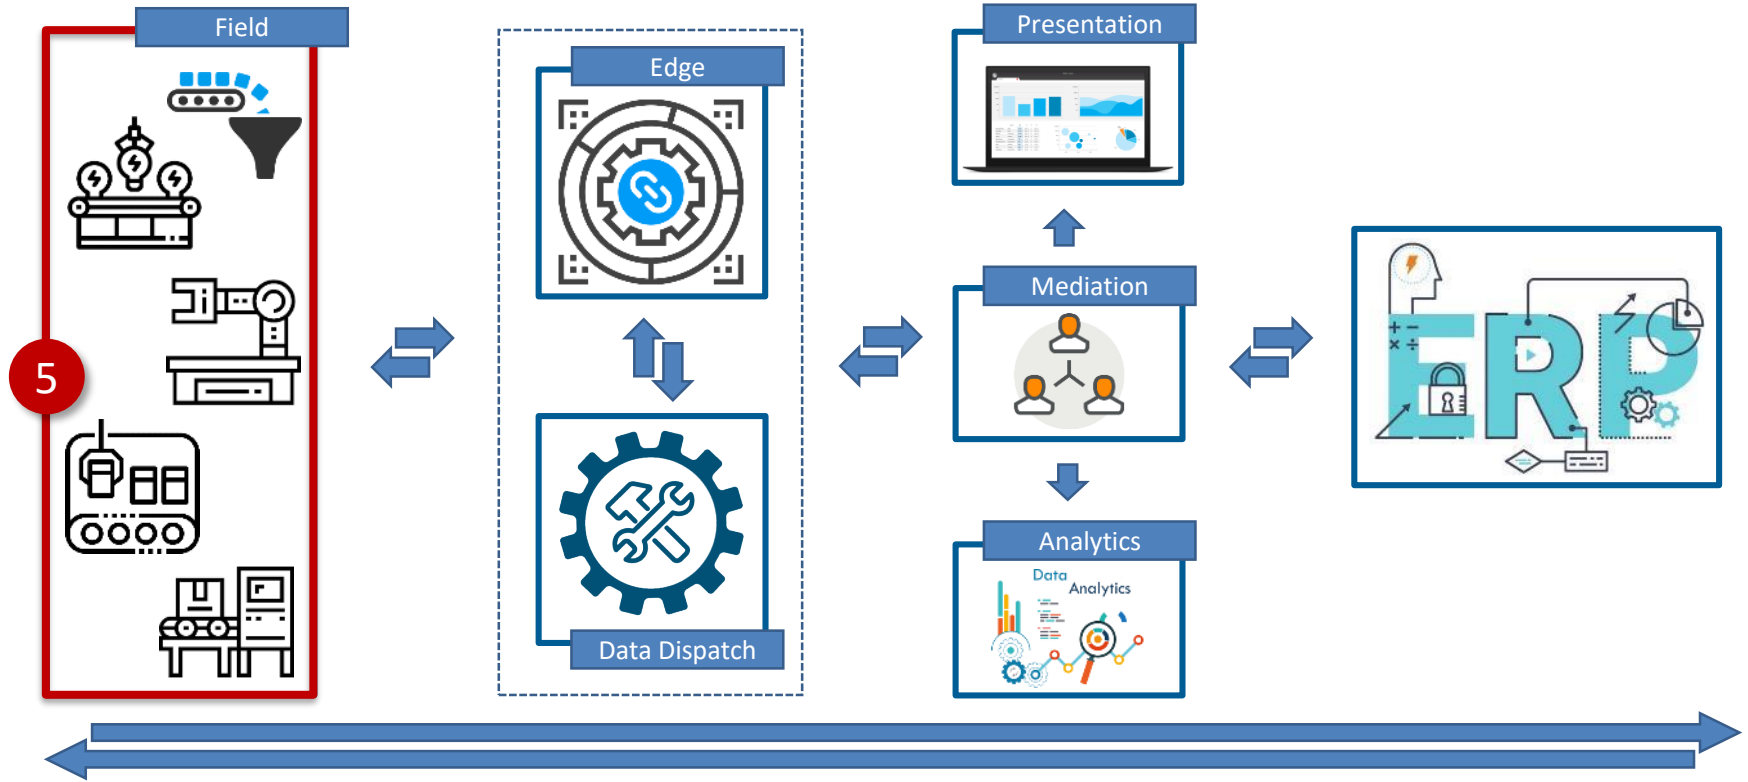 Field
5
Edge
Data Dispatch
Presentation
Mediation
Analytics
Data
Analytics
ERP
+ −
× ÷